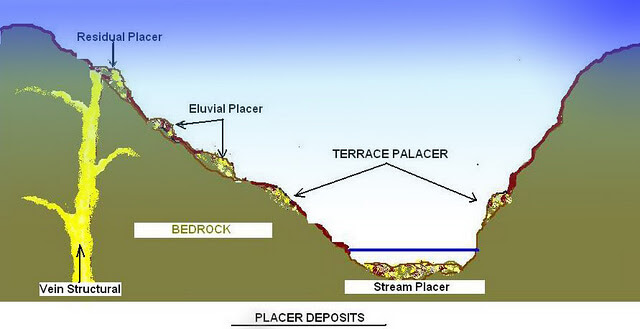 Residual Placer
Eluvial Placer
TERRACE PALACER
BEDROCK
Vein Structural
Stream Placer
PLACER DEPOSITS